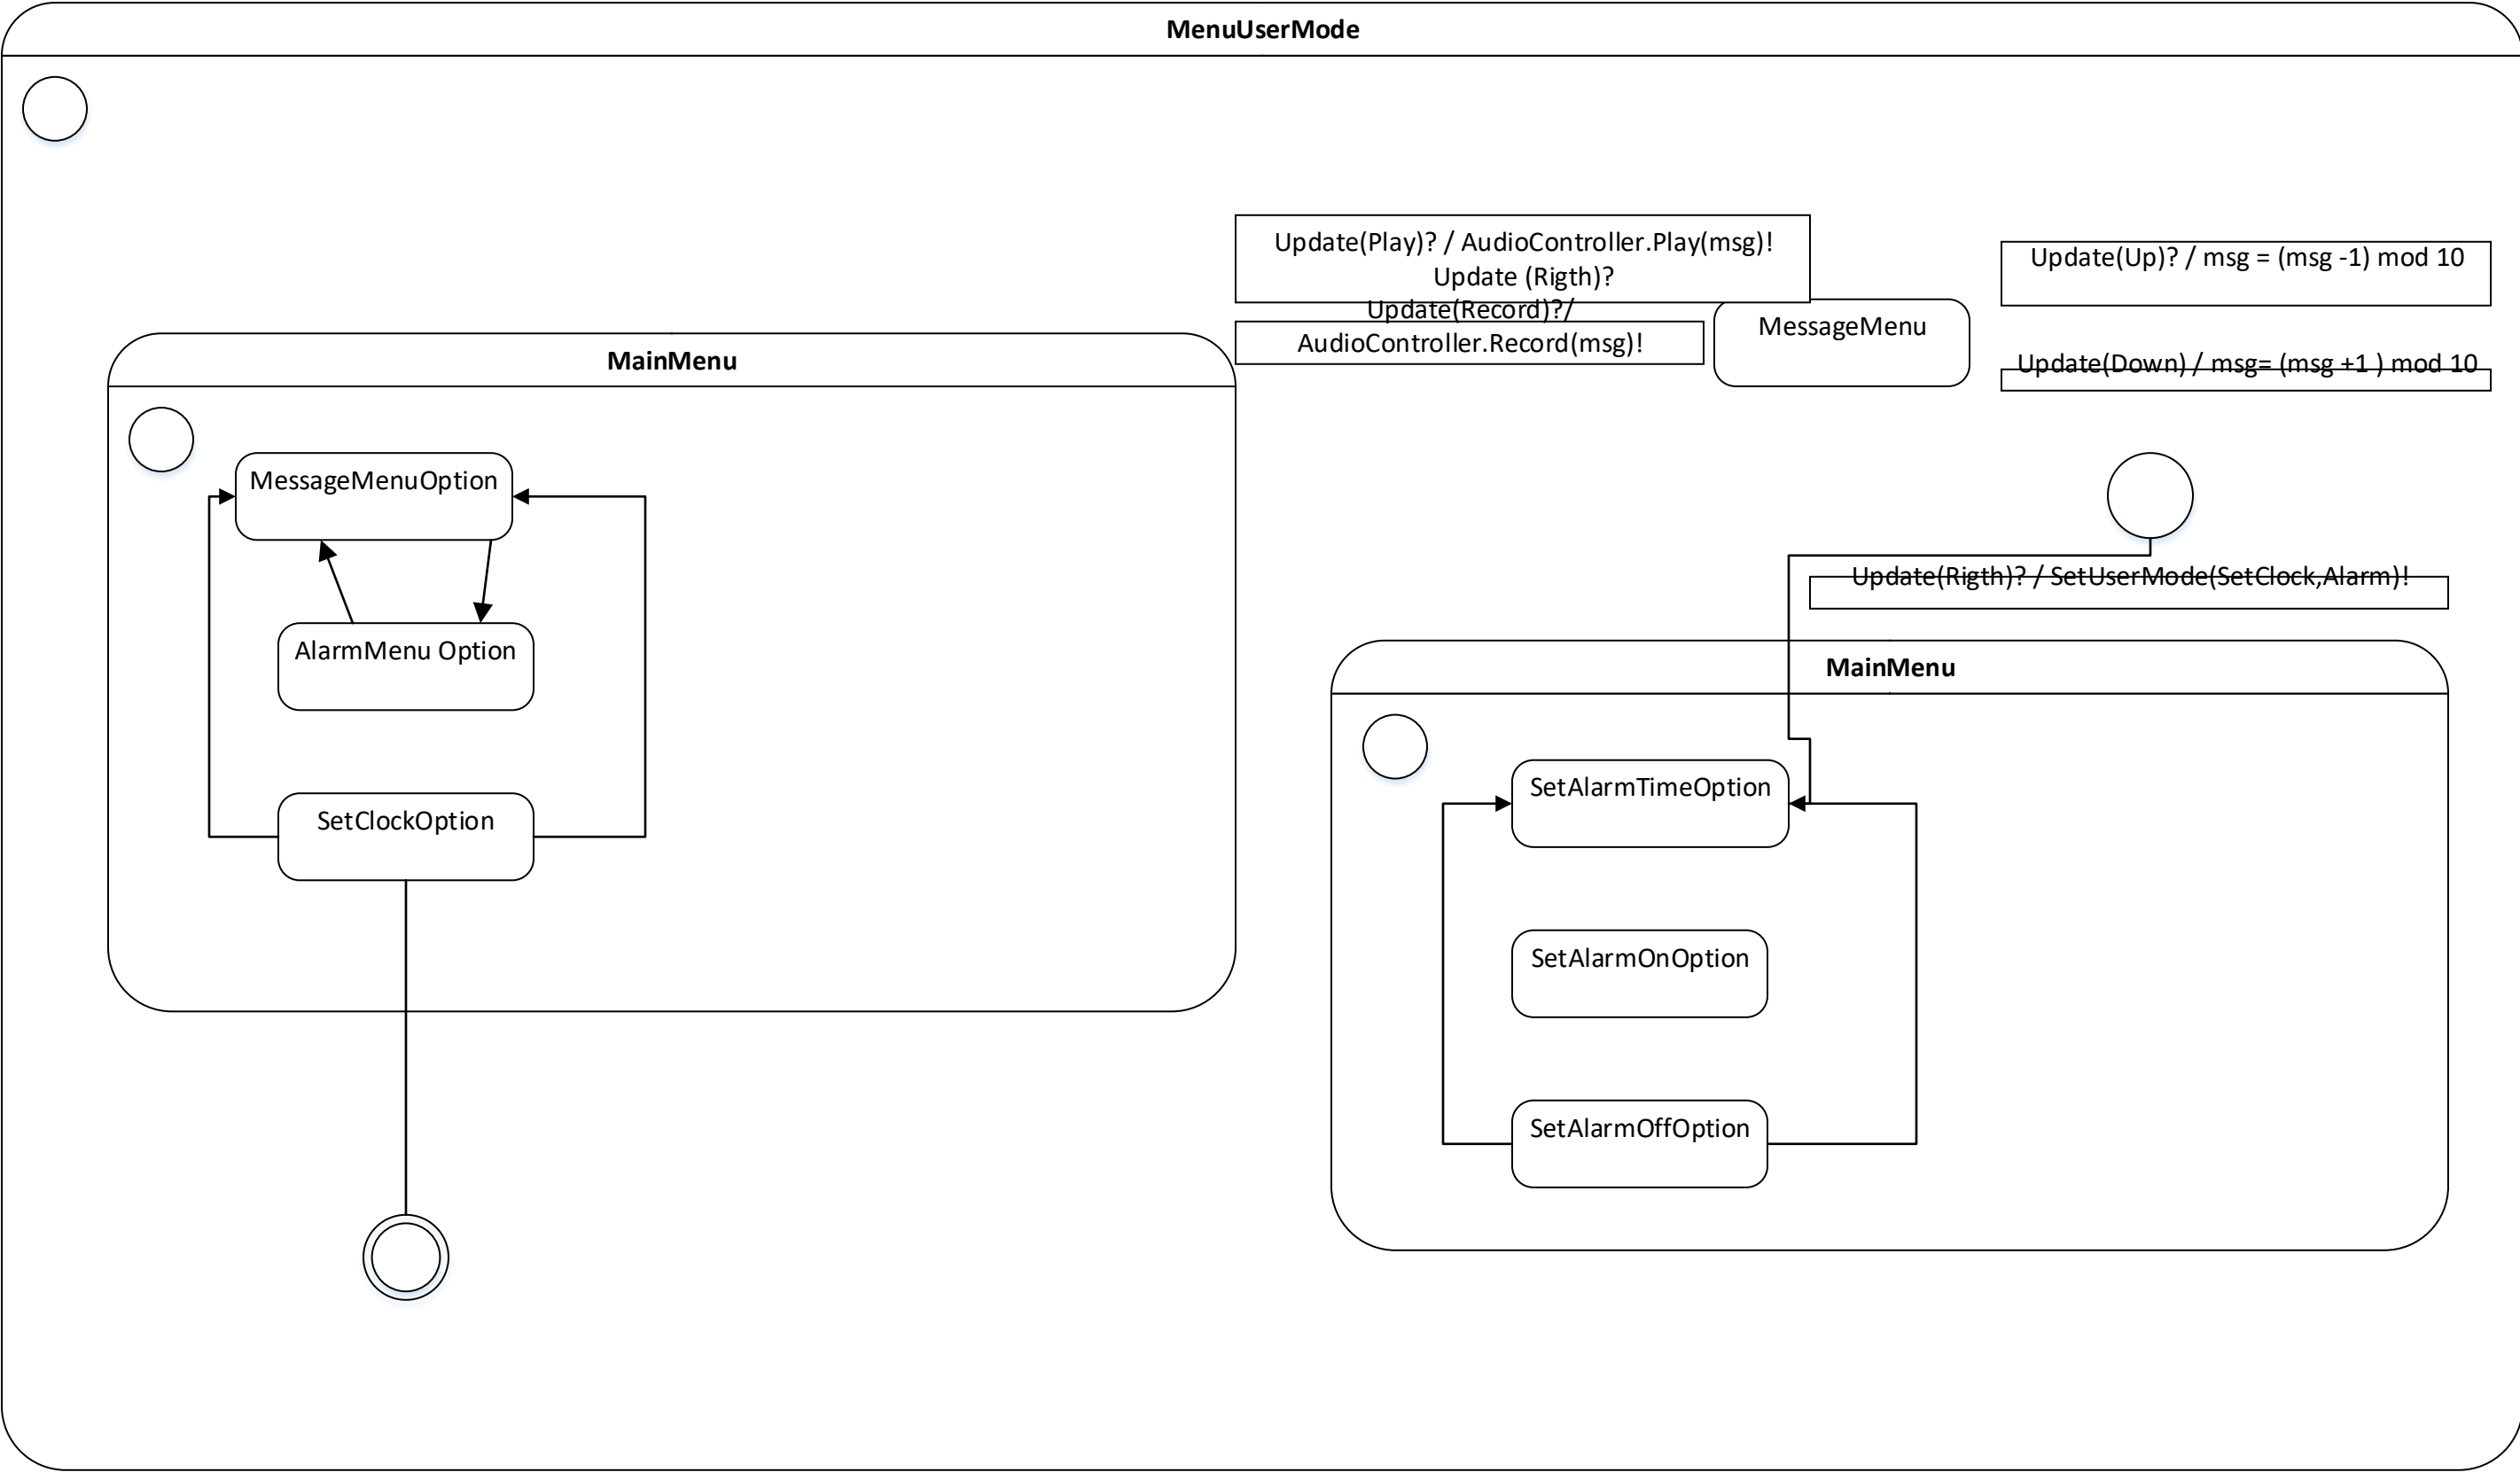 MenuUserMode
Update(Play)? / AudioController.Play(msg)!
Update (Rigth)?
Update(Record)?/
AudioController.Record(msg)!
MessageMenu
Update(Up)? / msg = (msg -1) mod 10
Update(Down) / msg= (msg +1 ) mod 10
MainMenu
MessageMenuOption
AlarmMenu Option
SetClockOption
Update(Rigth)? / SetUserMode(SetClock,Alarm)!
MainMenu
SetAlarmTimeOption
SetAlarmOnOption
SetAlarmOffOption